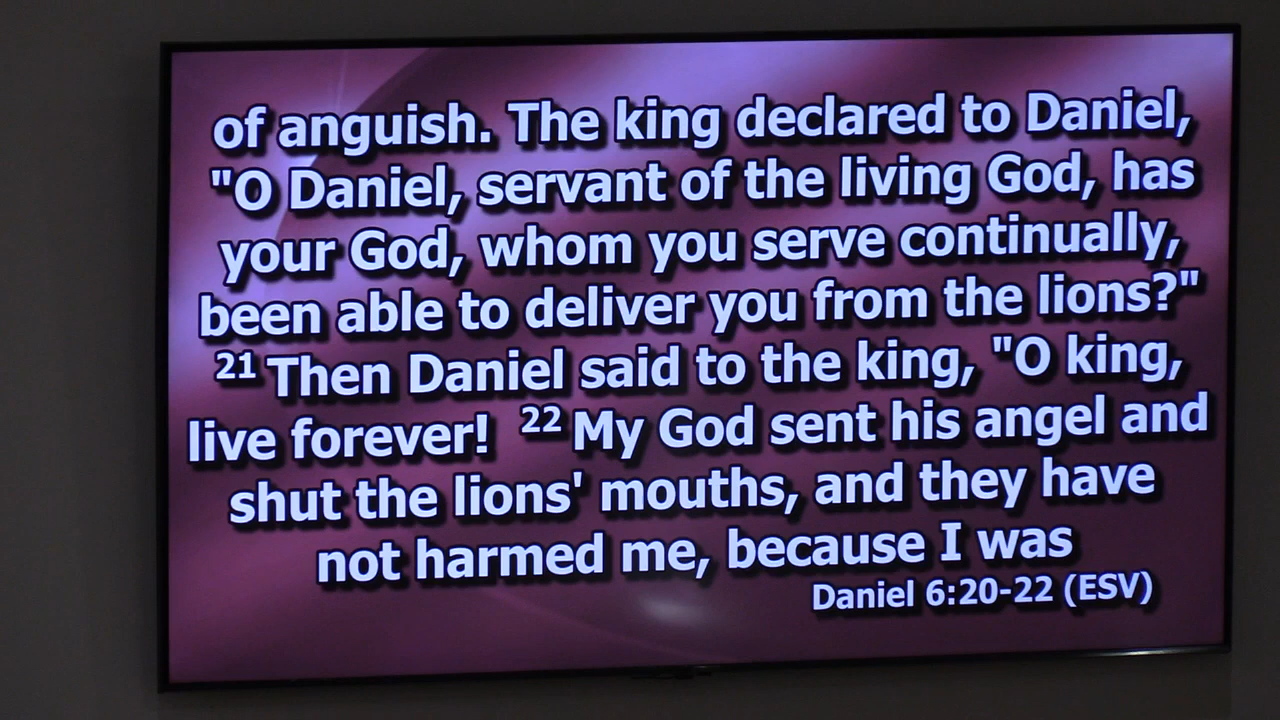 of anguish. The king declared to Daniel,
"O Daniel, servant of the living God, has
your God, whom you serve continually,
been able to deliver you from the lions?"
21 Then Daniel said to the king, "O king,
live forever! 22 My God sent his angel and
shut the lions' mouths, and they have
not harmed me, because I was
Daniel 6:20-22 (ESV)